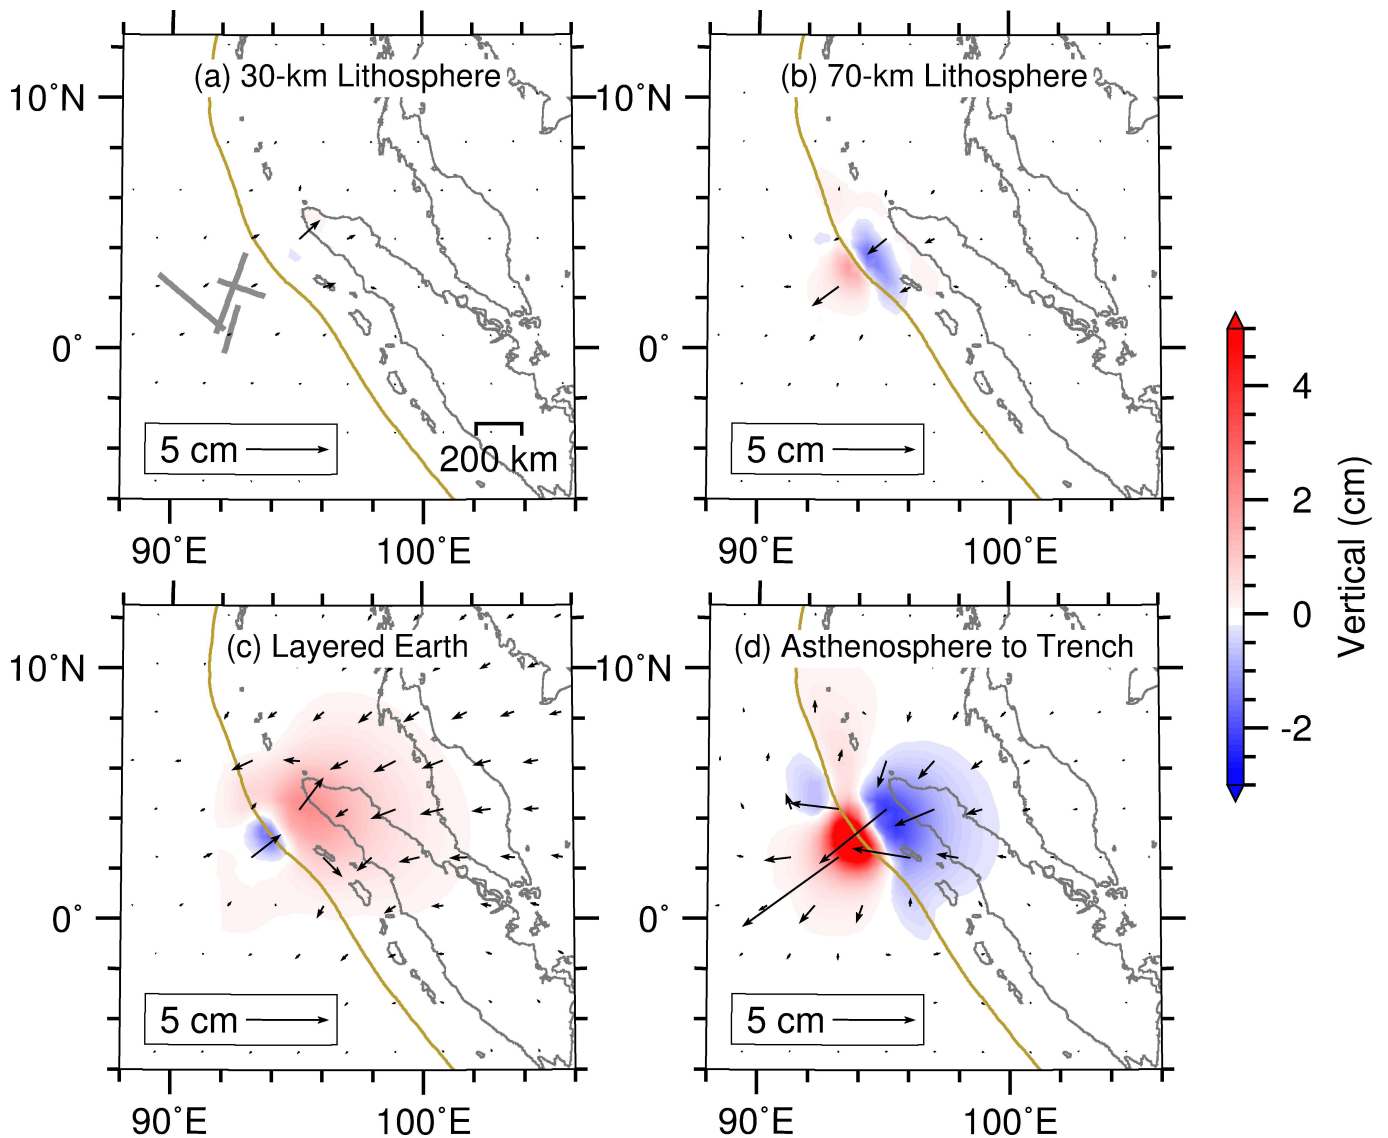 (a) 30-km Lithosphere
(b) 70-km Lithosphere
10˚N
10˚N
0˚
0˚
5 cm
200 km
5 cm
90˚E
100˚E
90˚E
100˚E
(c) Layered Earth
(d) Asthenosphere to Trench
10˚N
10˚N
0˚
0˚
5 cm
5 cm
90˚E
100˚E
90˚E
100˚E
4
2
0
-2
Vertical (cm)